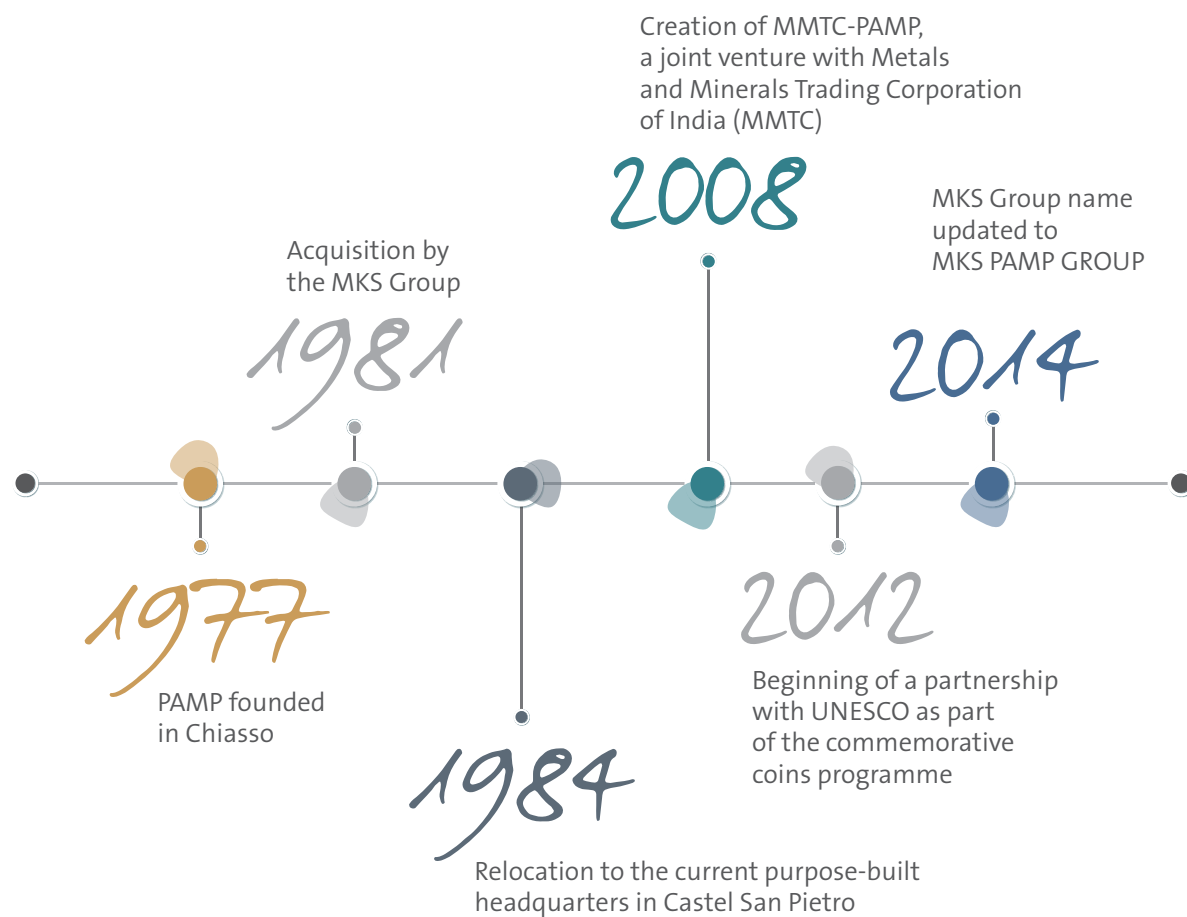 Creation of MMTC-PAMP,
a joint venture with Metals
and Minerals Trading Corporation
of India (MMTC)
2008
MKS Group name
updated to
MKS PAMP GROUP
2014
Acquisition by
the MKS Group
1981
1977
PAMP founded
in Chiasso
2012
Beginning of a partnership
with UNESCO as part
of the commemorative
coins programme
1984
Relocation to the current purpose-built
headquarters in Castel San Pietro